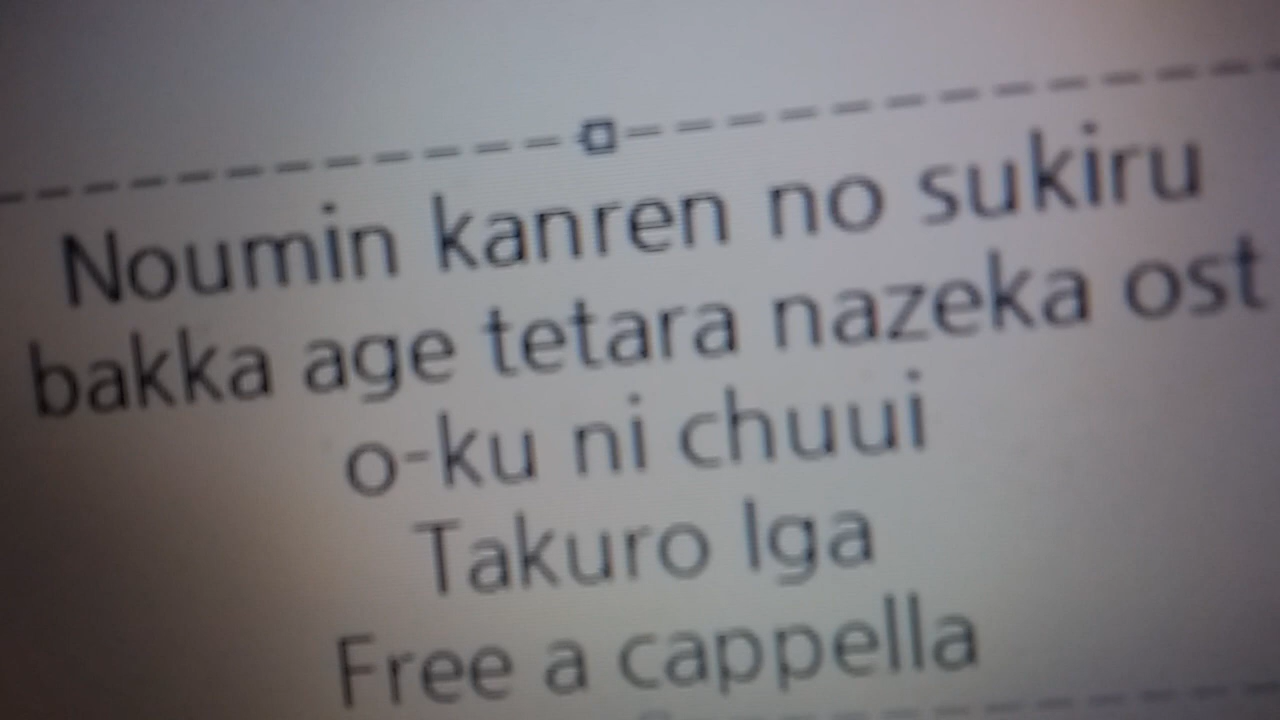 Noumin kanren no sukiru
bakka age tetara nazeka ost
o-ku ni chuui
Takuro Iga
Free a cappella